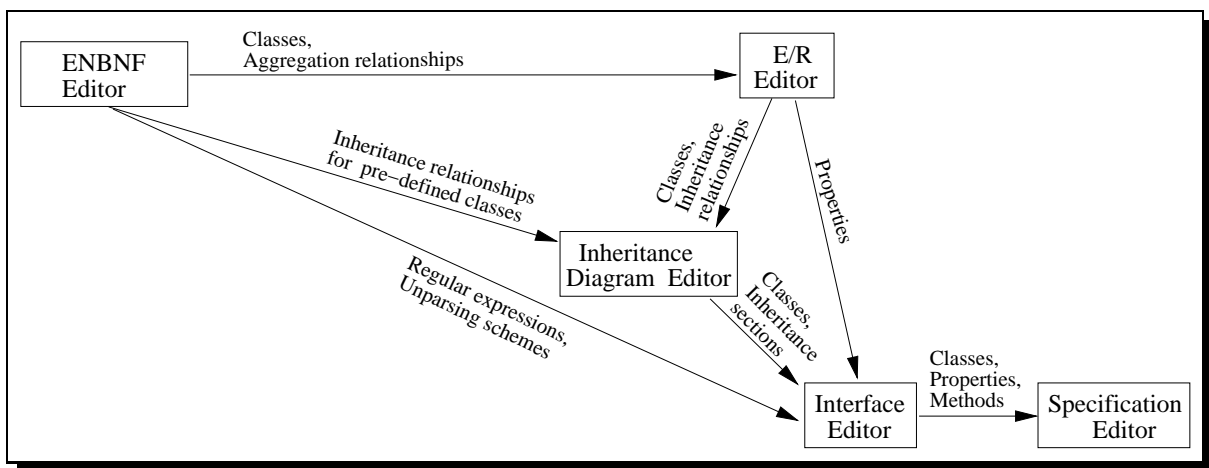 ENBNF
Editor
Classes,
Aggregation relationships
E/R
Editor
Inheritance relationships
for pre–defined classes
Classes,
Inheritance
relationships
Properties
Inheritance
Diagram Editor
Regular expressions,
Unparsing schemes
Classes,
Inheritance
sections
Interface
Editor
Classes,
Properties,
Methods
Specification
Editor